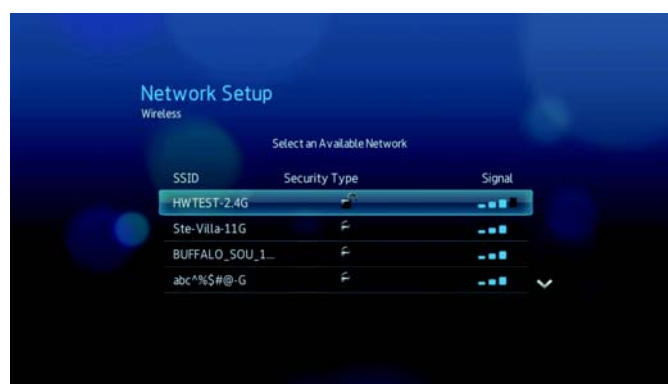 Network Setup
Wireless
Select an Available Network
SSID Security Type Signal
HWTEST-2.4G
Ste-Villa-11G
BUFFALO_SOU_1...
abc^%$#@-G